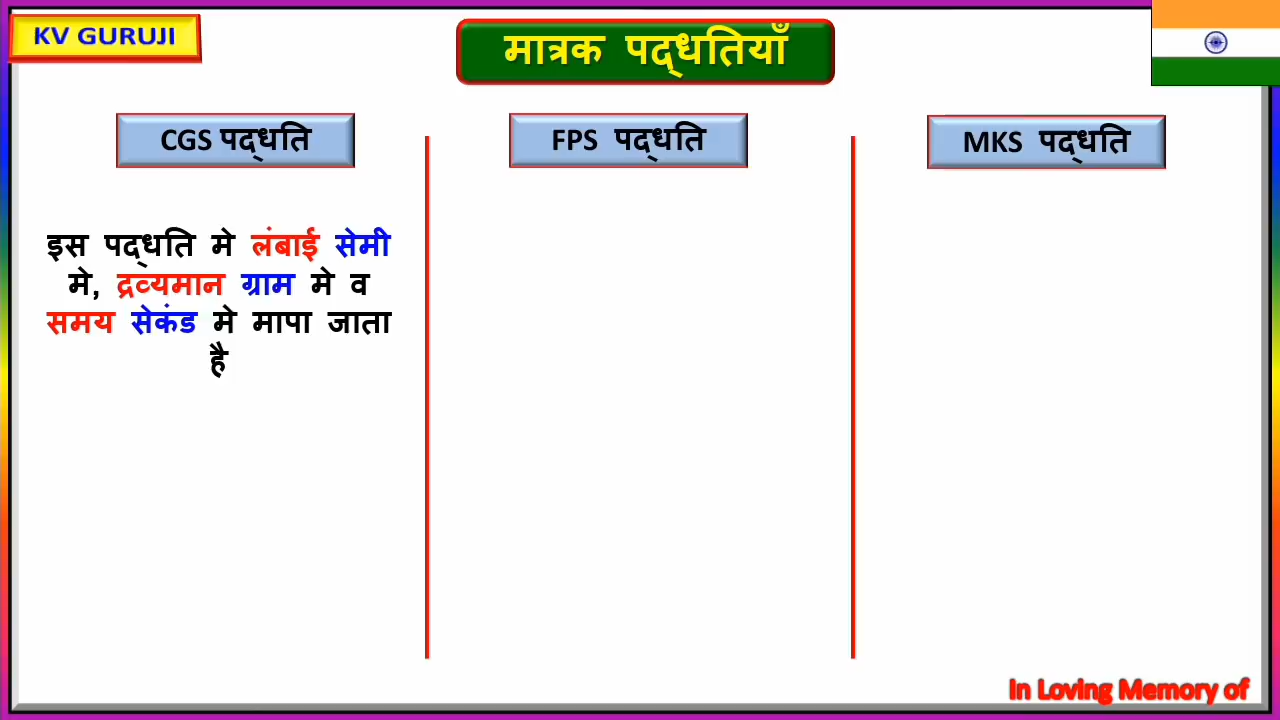 KV GURUJI
मात्रक पद्धतियाँ
CGS पद्धति
FPS पद्धति
MKS पद्धति
इस पद्धति मे लंबाई सेमी
मे, द्रव्यमान ग्राम मे व
समय सेकंड मे मापा जाता
है
In Loving Memory of